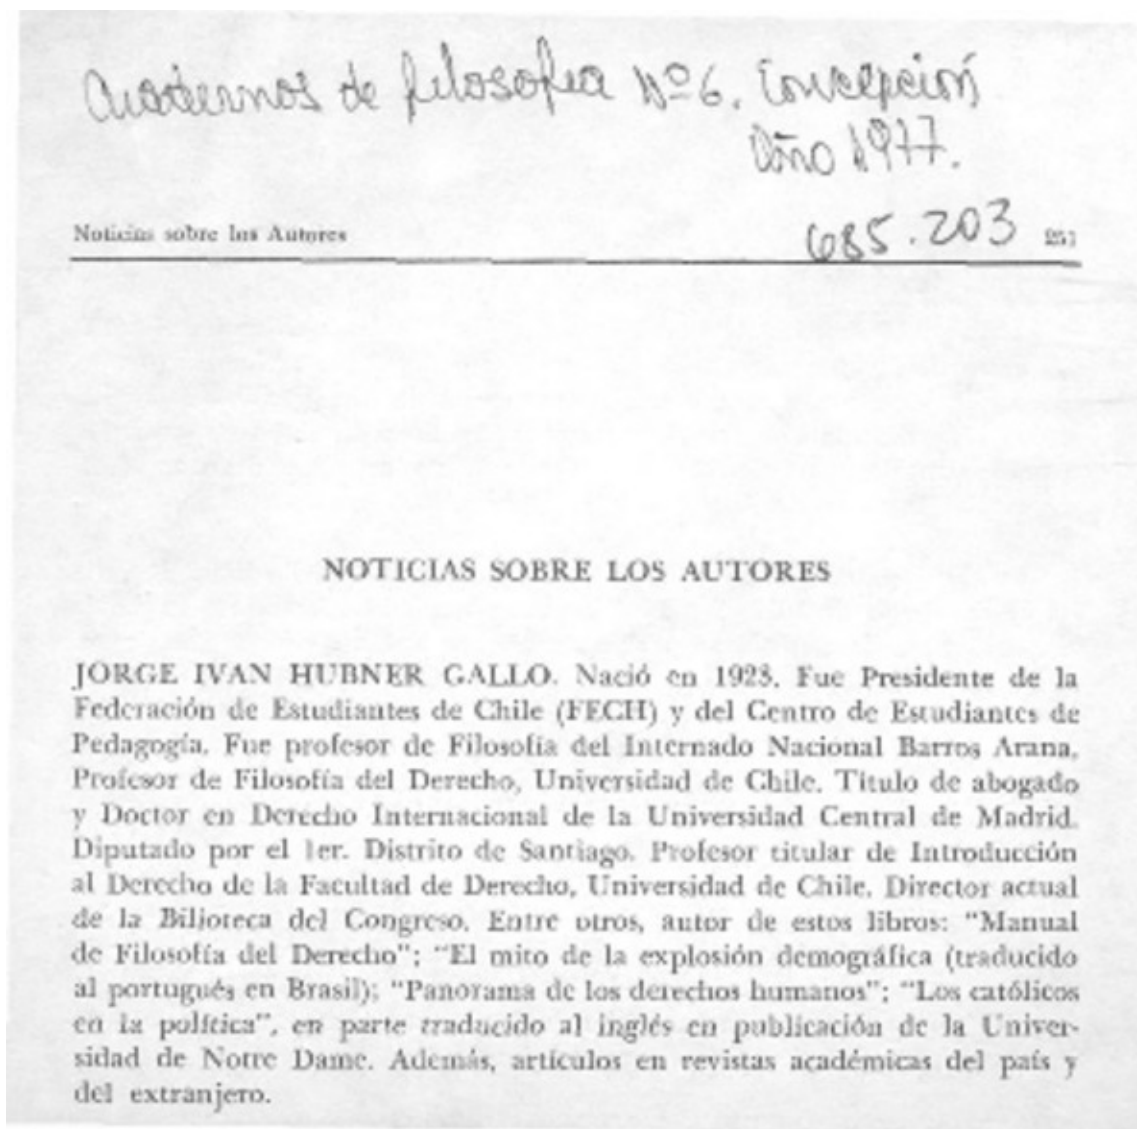 Cuadernos de filosofia Nº6. Concepción
Año 1977.
685.203
Noticias sobre los Autores 251
NOTICIAS SOBRE LOS AUTORES
JORGE IVAN HUBNER GALLO. Nació en 1923. Fue Presidente de la
Federación de Estudiantes de Chile (FECH) y del Centro de Estudiantes de
Pedagogía. Fue profesor de Filosofía del Internado Nacional Barros Arana.
Profesor de Filosofía del Derecho, Universidad de Chile. Titulo de abogado
y Doctor en Derecho Internacional de la Universidad Central de Madrid.
Diputado por el 1er. Distrito de Santiago. Profesor titular de Introducción
al Derecho de la Facultad de Derecho, Universidad de Chile. Director actual
de la Bilioteca del Congreso. Entre otros, autor de estos libros: “Manual
de Filosofía del Derecho”; “El mito de la explosión demográfica (traducido
al portugués en Brasil); “Panorama de los derechos humanos”; “Los católicos
en la política”, en parte traducido al inglés en publicación de la Univer-
sidad de Notre Dame. Además, artículos en revistas académicas del país y
del extranjero.